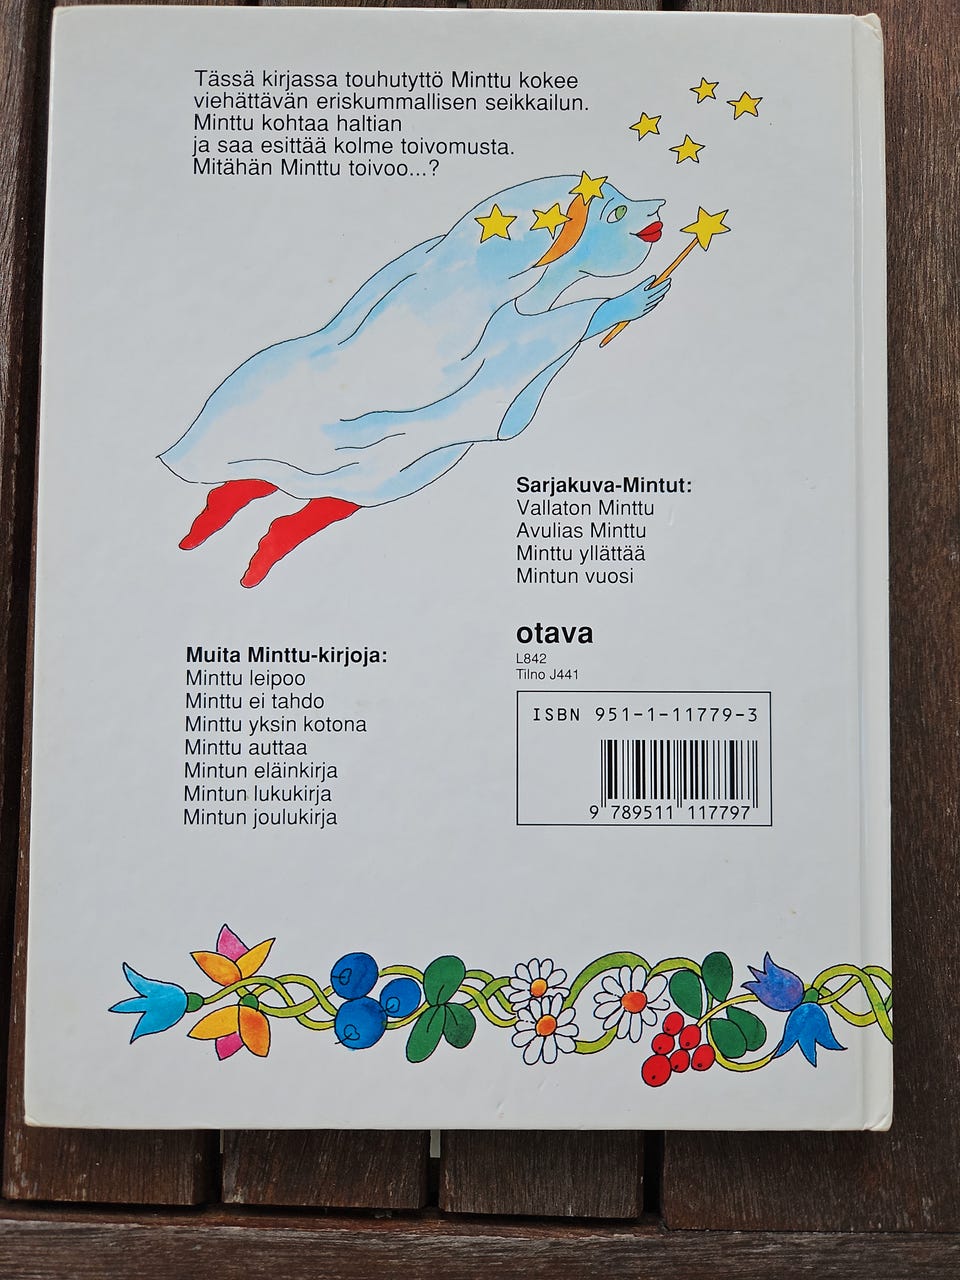 Tässä kirjassa touhutyttö Minttu kokee
viehättävän eriskummallisen seikkailun.
Minttu kohtaa haltian
ja saa esittää kolme toivomusta.
Mitähän Minttu toivoo...?
Sarjakuva-Mintut:
Vallaton Minttu
Avulias Minttu
Minttu yllättää
Mintun vuosi
otava
L842
Tilno J441
Muita Minttu-kirjoja:
Minttu leipoo
Minttu ei tahdo
Minttu yksin kotona
Minttu auttaa
Mintun eläinkirja
Mintun lukukirja
Mintun joulukirja
ISBN 951-1-11779-3
9 789511 117797